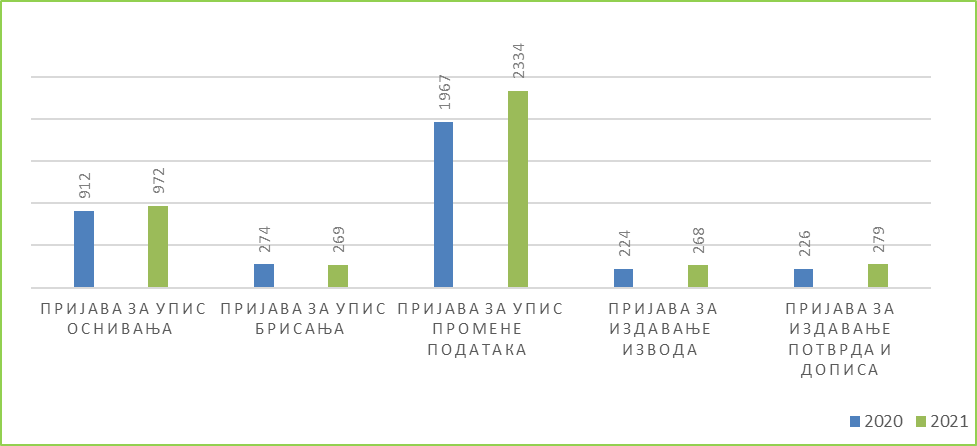 912
972
274
269
1967
2334
224
268
226
279
ПРИЈАВА ЗА УПИС
ОСНИВАЊА
ПРИЈАВА ЗА УПИС
БРИСАЊА
ПРИЈАВА ЗА УПИС
ПРОМЕНЕ
ПОДАТАКА
ПРИЈАВА ЗА
ИЗДАВАЊЕ
ИЗВОДА
ПРИЈАВА ЗА
ИЗДАВАЊЕ
ПОТВРДА И
ДОПИСА
2020 2021